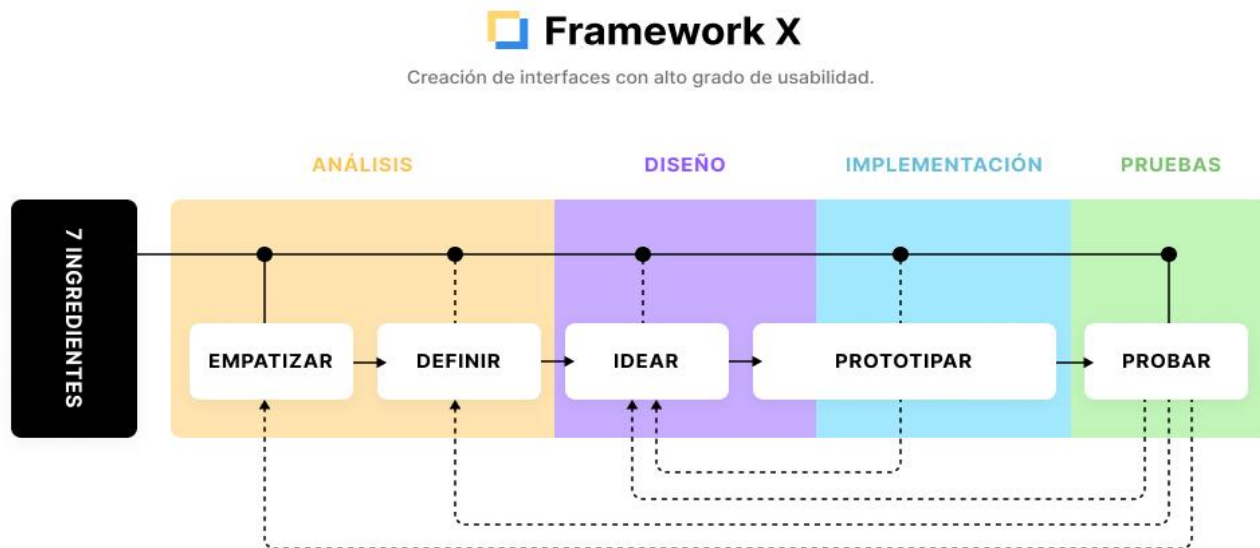 Framework X
Creación de interfaces con alto grado de usabilidad.
ANÁLISIS
DISEÑO
IMPLEMENTACIÓN
PRUEBAS
7 INGREDIENTES
EMPATIZAR
DEFINIR
IDEAR
PROTOTIPAR
PROBAR